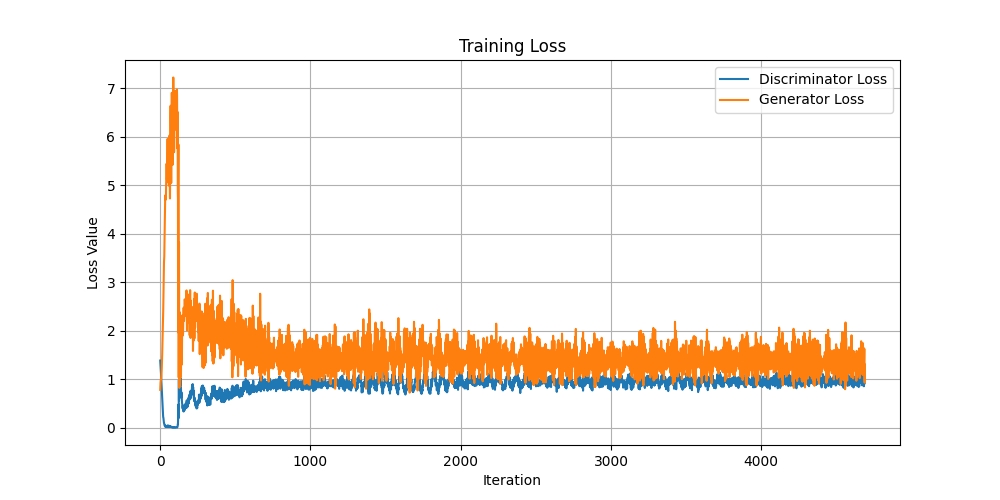 Training Loss
Discriminator Loss
Generator Loss
7
6
5
4
3
2
1
0
Loss Value
0 1000 2000 3000 4000
Iteration